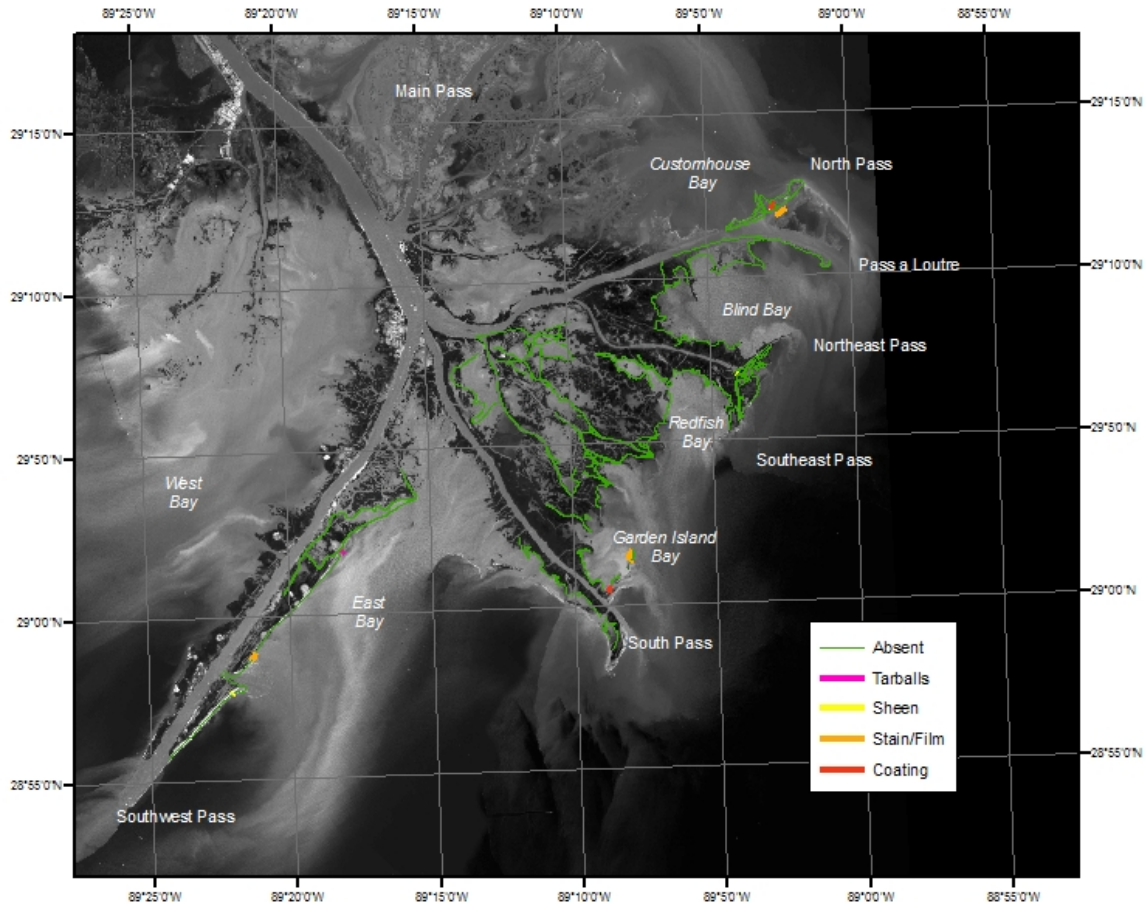 89°25'0"W 89°20'0"W 89°15'0"W 89°10'0"W 89°5'0"W 89°0'0"W 88°55'0"W
Main Pass
29°15'0"N
29°15'0"N
Customhouse
Bay
North Pass
Pass a Loutre
29°10'0"N
29°10'0"N
Blind Bay
Northeast Pass
Redfish
Bay
29°50'0"N
Southeast Pass
29°50'0"N
West
Bay
Garden Island
Bay
29°0'0"N
East
Bay
29°00'0"N
South Pass
Absent
Tarballs
Sheen
Stain/Film
Coating
28°55'0"N
28°55'0"N
Southwest Pass
89°25'0"W 89°20'0"W 89°15'0"W 89°10'0"W 89°5'0"W 89°0'0"W 88°55'0"W